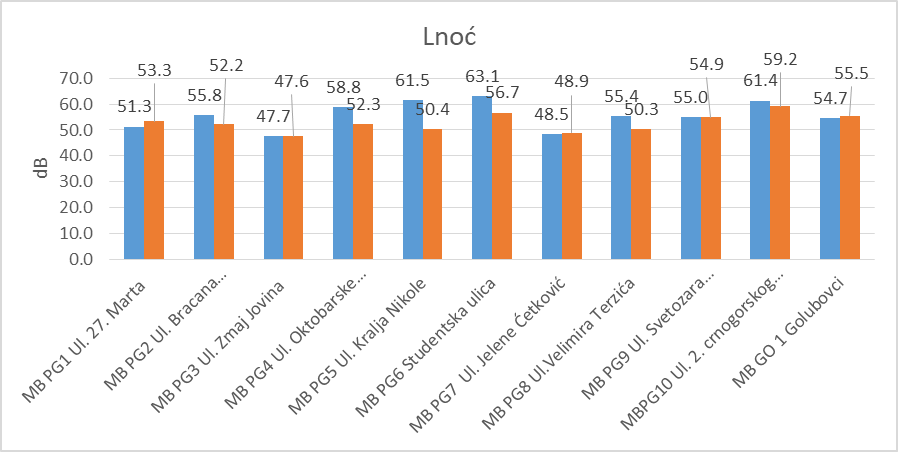 Lnoć
53.3 52.2 47.6 52.3 50.4 56.7 48.9 50.3 54.9 59.2 55.5
51.3 55.8 47.7 58.8 61.5 63.1 48.5 55.4 55.0 61.4 54.7
70.0
60.0
50.0
40.0
30.0
20.0
10.0
0.0
dB
MB PG1 Ul. 27. Marta
MB PG2 Ul. Bracana...
MB PG3 Ul. Zmaj Jovina
MB PG4 Ul. Oktobarske...
MB PG5 Ul. Kralja Nikole
MB PG6 Studentska ulica
MB PG7 Ul. Jelene Ćetković
MB PG8 Ul.Velimira Terzića
MB PG9 Ul. Svetozara...
MBPG10 Ul. 2. crnogorskog...
MB GO 1 Golubovci